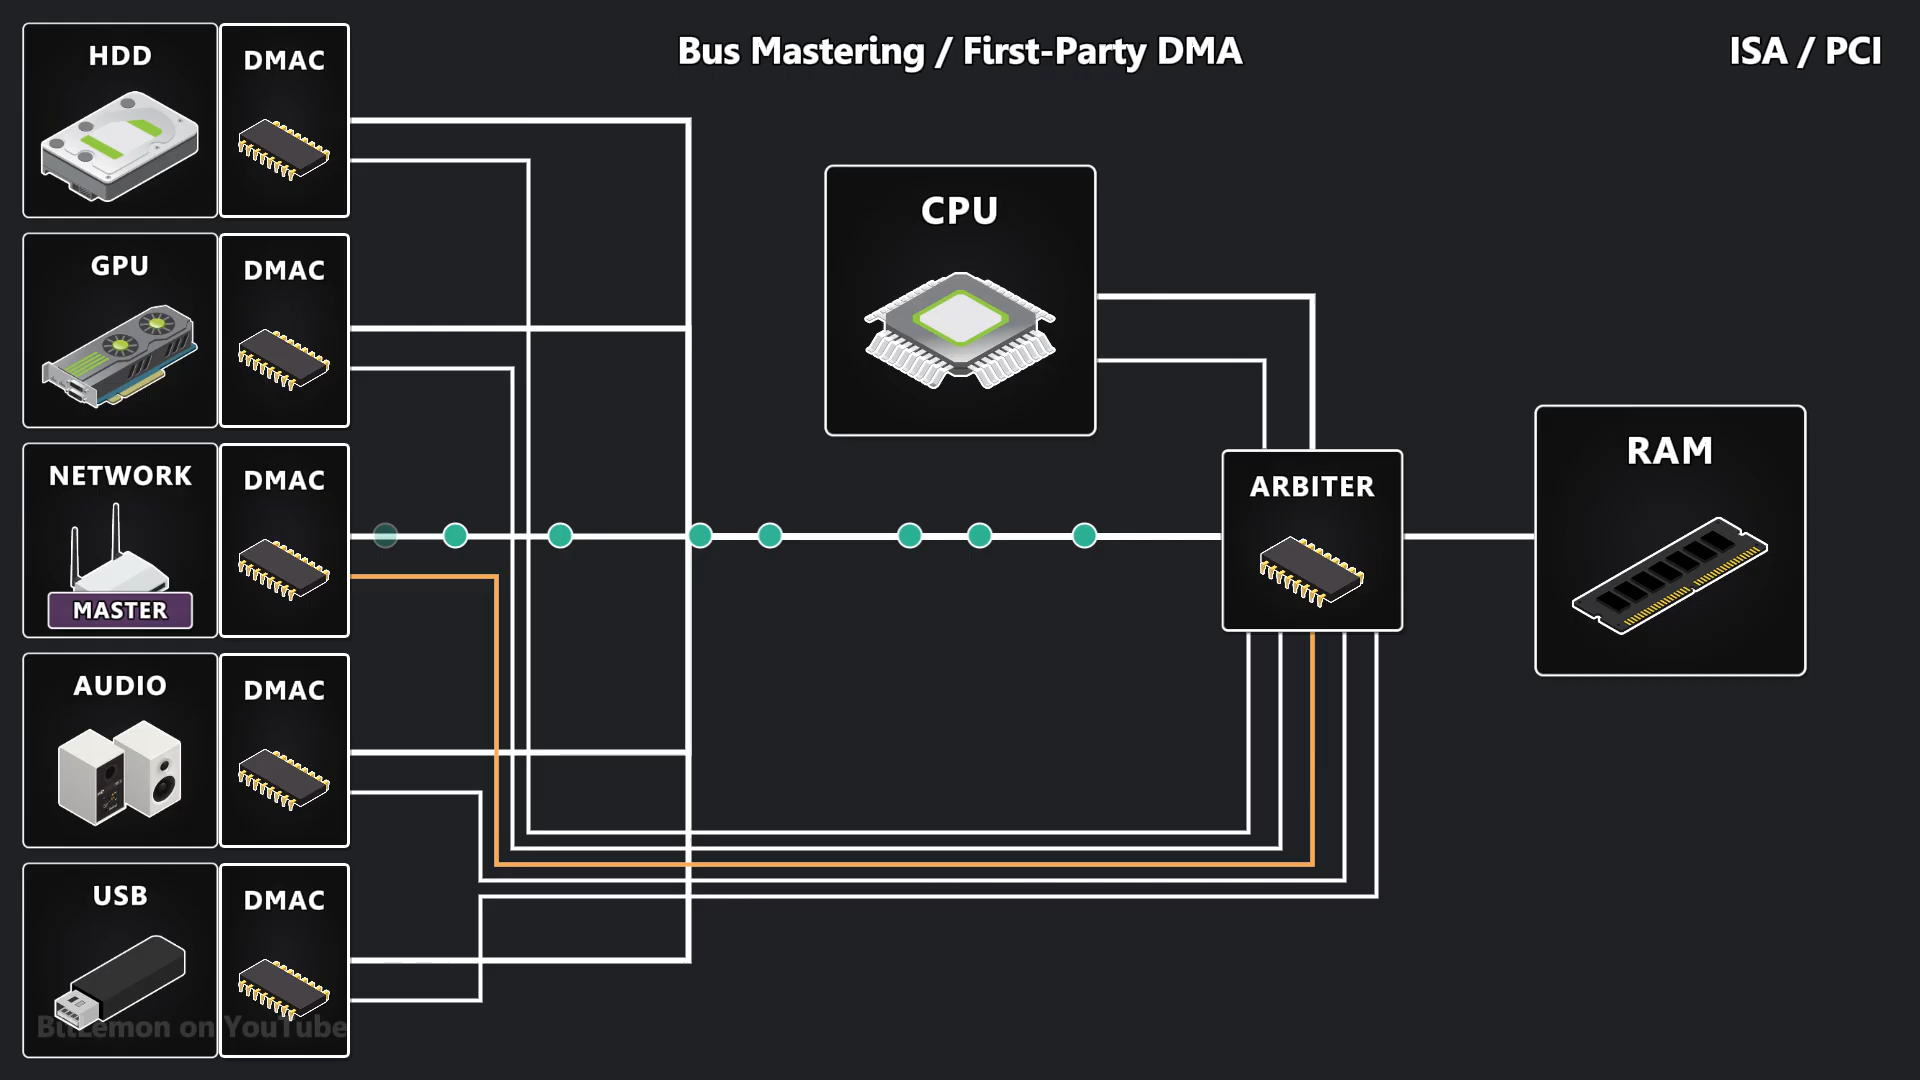 Bus Mastering / First-Party DMA
ISA / PCI
HDD
DMAC
GPU
DMAC
NETWORK
MASTER
DMAC
AUDIO
DMAC
USB
DMAC
CPU
ARBITER
RAM
BitLemon on YouTube